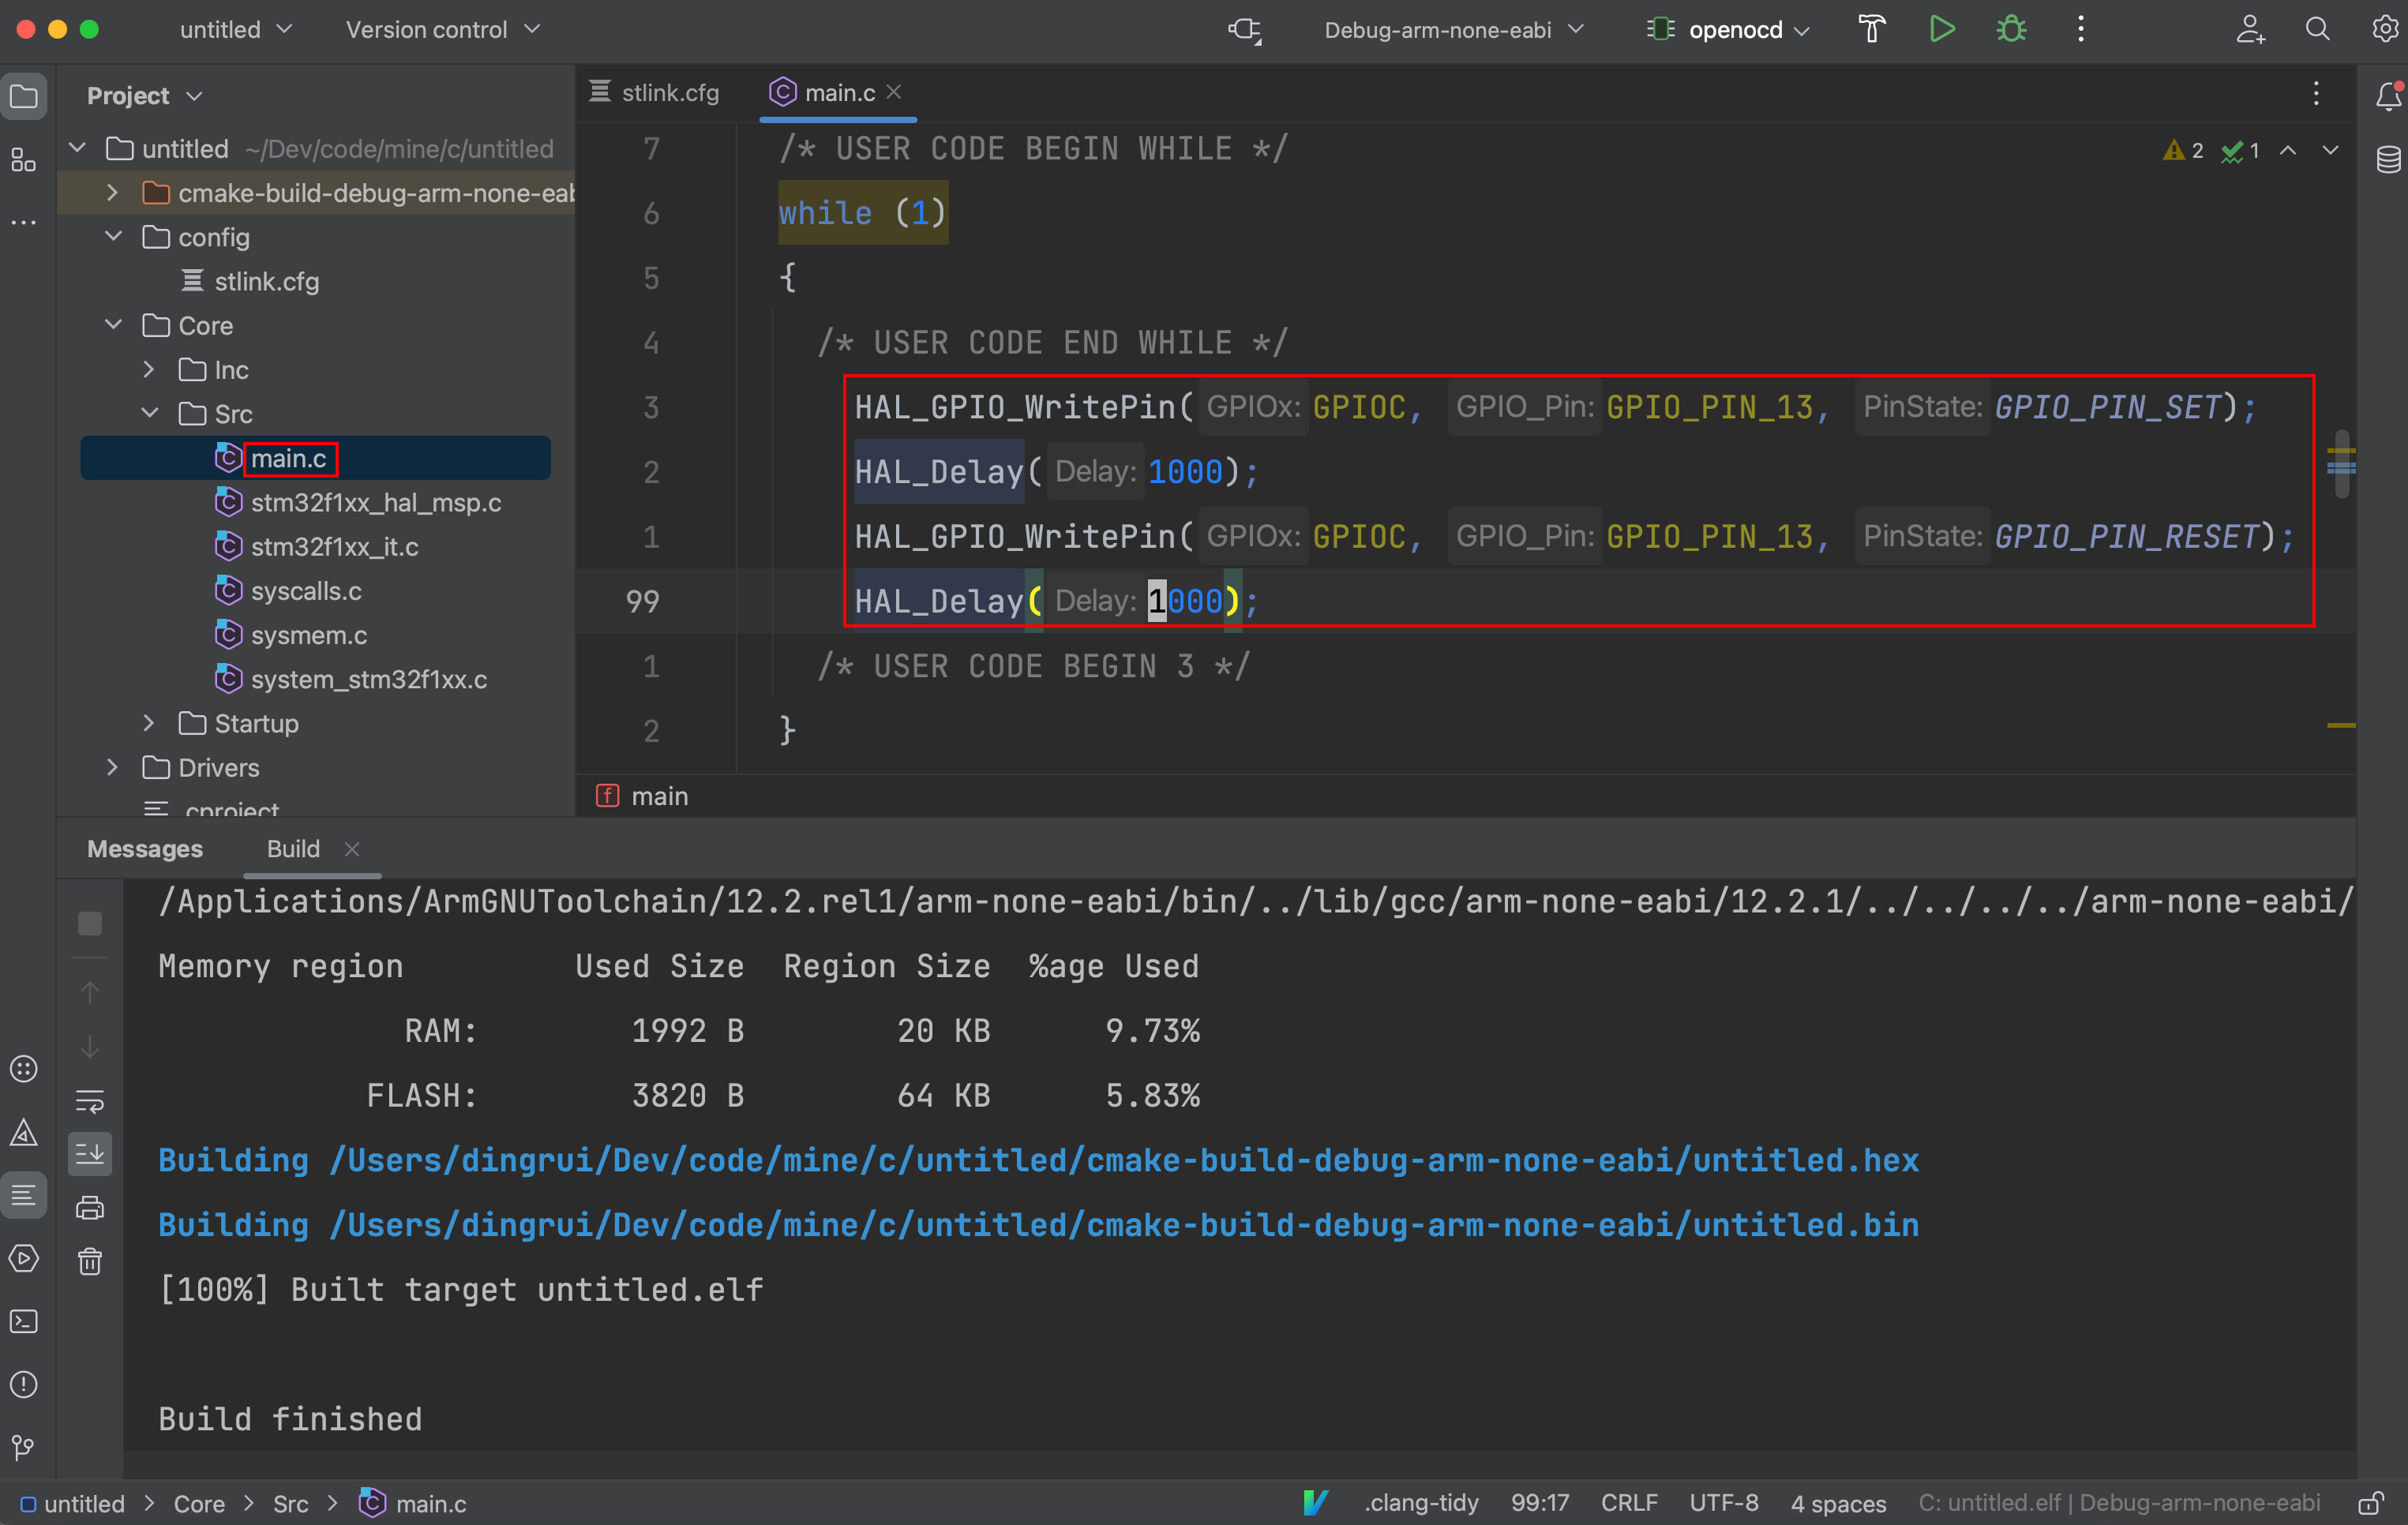 untitled Version control Debug-arm-none-eabi openocd
Project
untitled ~/Dev/code/mine/c/untitled
cmake-build-debug-arm-none-eab
config
stlink.cfg
Core
Inc
Src
main.c
stm32f1xx_hal_msp.c
stm32f1xx_it.c
syscalls.c
sysmem.c
system_stm32f1xx.c
Startup
Drivers
.cproject
stlink.cfg main.c
2 1
7 /* USER CODE BEGIN WHILE */
6 while (1)
5 {
4 /* USER CODE END WHILE */
3 HAL_GPIO_WritePin( GPIOx: GPIOC, GPIO_Pin: GPIO_PIN_13, PinState: GPIO_PIN_SET);
2 HAL_Delay( Delay: 1000);
1 HAL_GPIO_WritePin( GPIOx: GPIOC, GPIO_Pin: GPIO_PIN_13, PinState: GPIO_PIN_RESET);
99 HAL_Delay( Delay: 1000);
1 /* USER CODE BEGIN 3 */
2 }
f main
Messages Build
/Applications/ArmGNUToolchain/12.2.rel1/arm-none-eabi/bin/../lib/gcc/arm-none-eabi/12.2.1/../../../../arm-none-eabi/
Memory region Used Size Region Size %age Used
RAM: 1992 B 20 KB 9.73%
FLASH: 3820 B 64 KB 5.83%
Building /Users/dingrui/Dev/code/mine/c/untitled/cmake-build-debug-arm-none-eabi/untitled.hex
Building /Users/dingrui/Dev/code/mine/c/untitled/cmake-build-debug-arm-none-eabi/untitled.bin
[100%] Built target untitled.elf
Build finished
untitled > Core > Src > main.c .clang-tidy 99:17 CRLF UTF-8 4 spaces C: untitled.elf | Debug-arm-none-eabi